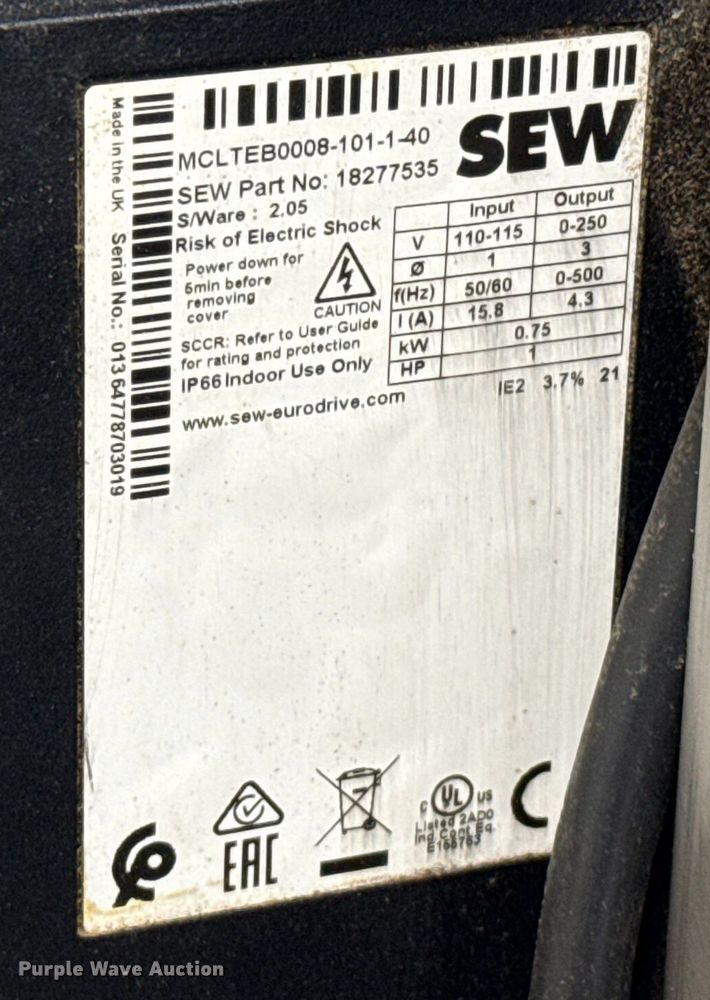 MCLTEB0008-101-1-40
SEW
SEW Part No: 18277535
S/Ware : 2.05
Risk of Electric Shock
Power down for
5min before
removing
cover
CAUTION
SCCR: Refer to User Guide
for rating and protection
IP66 Indoor Use Only
www.sew-eurodrive.com
Input Output
V 110-115 0-250
Ø 1 3
f(Hz) 50/60 0-500
I (A) 15.8 4.3
kW 0.75
HP 1
IE2 3.7% 21
Made in the UK Serial No.: 01364778703019
EAC
C UL US
Listed 2AD0
Ind Cont Eq.
Purple Wave Auction